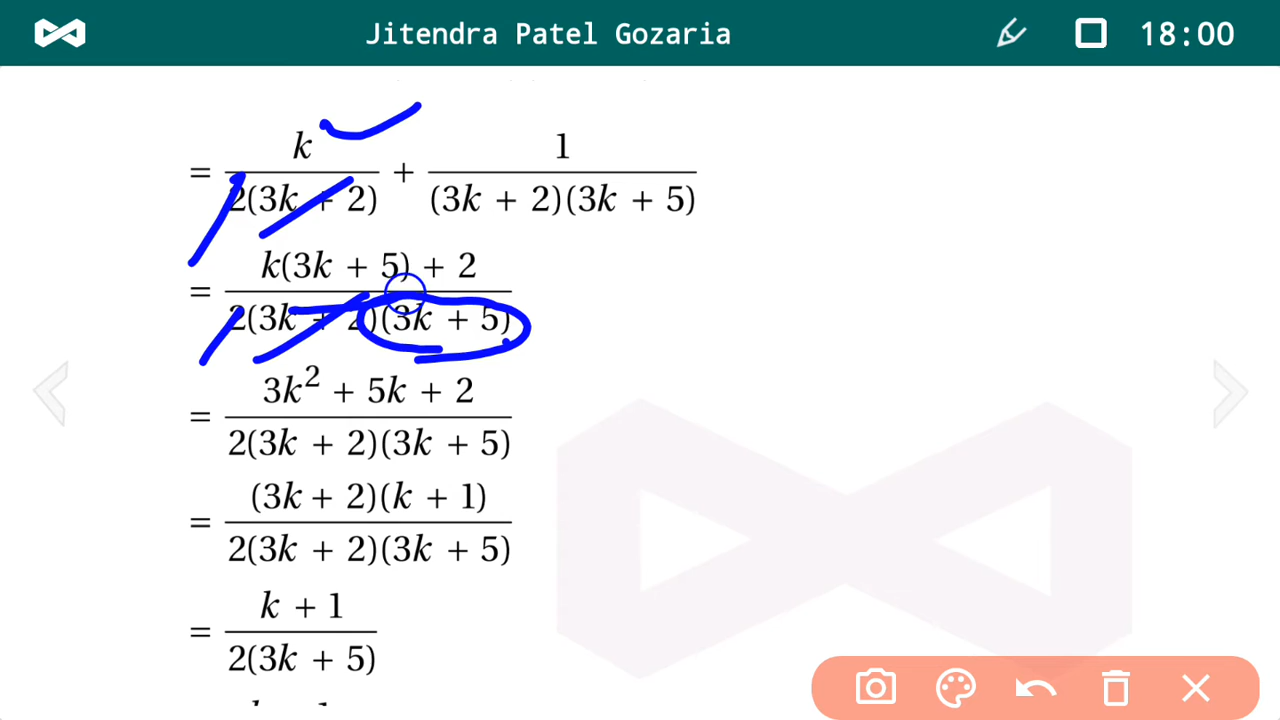 Jitendra Patel Gozaria 18:00
= k/(2(3k + 2)) + 1/((3k + 2)(3k + 5))
= (k(3k + 5) + 2)/(2(3k + 2)(3k + 5))
= (3k² + 5k + 2)/(2(3k + 2)(3k + 5))
= ((3k + 2)(k + 1))/(2(3k + 2)(3k + 5))
= (k + 1)/(2(3k + 5))